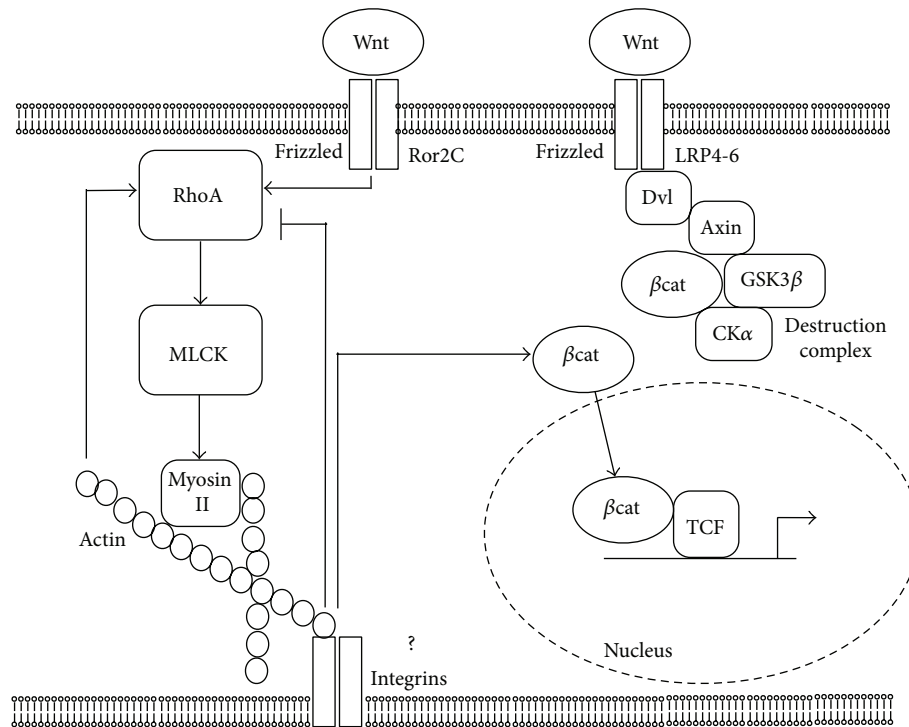 Wnt
Wnt
Frizzled
Ror2C
Frizzled
LRP4-6
RhoA
Dvl
Axin
βcat
GSK3β
CKα
Destruction
complex
MLCK
βcat
Myosin
II
Actin
βcat
TCF
?
Nucleus
Integrins